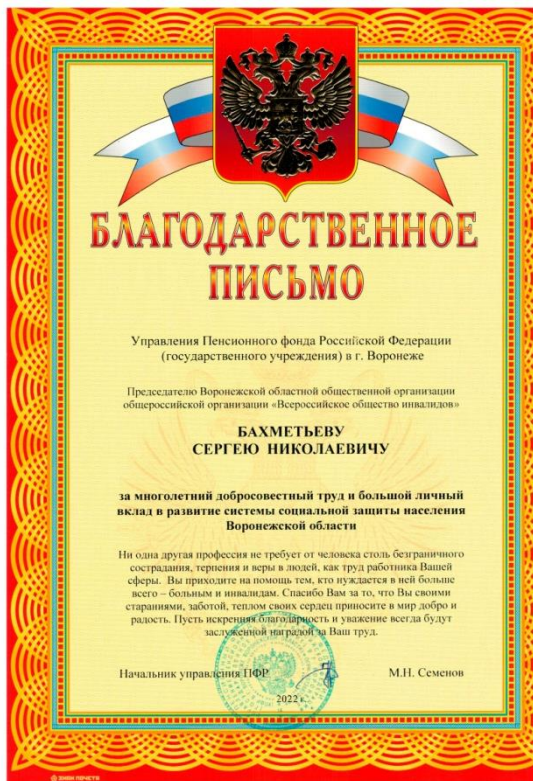 БЛАГОДАРСТВЕННОЕ
ПИСЬМО
Управления Пенсионного фонда Российской Федерации
(государственного учреждения) в г. Воронеже
Председателю Воронежской областной общественной организации
общероссийской организации «Всероссийское общество инвалидов»
БАХМЕТЬЕВУ
СЕРГЕЮ НИКОЛАЕВИЧУ
за многолетний добросовестный труд и большой личный
вклад в развитие системы социальной защиты населения
Воронежской области
Ни одна другая профессия не требует от человека столь безграничного
сострадания, терпения и веры в людей, как труд работника Вашей
сферы. Вы приходите на помощь тем, кто нуждается в ней больше
всего – больным и инвалидам. Спасибо Вам за то, что Вы своими
стараниями, заботой, теплом своих сердец приносите в мир добро и
радость. Пусть искренняя благодарность и уважение всегда будут
заслуженной наградой за Ваш труд.
Начальник управления ПФР М.Н. Семенов
2022 г.